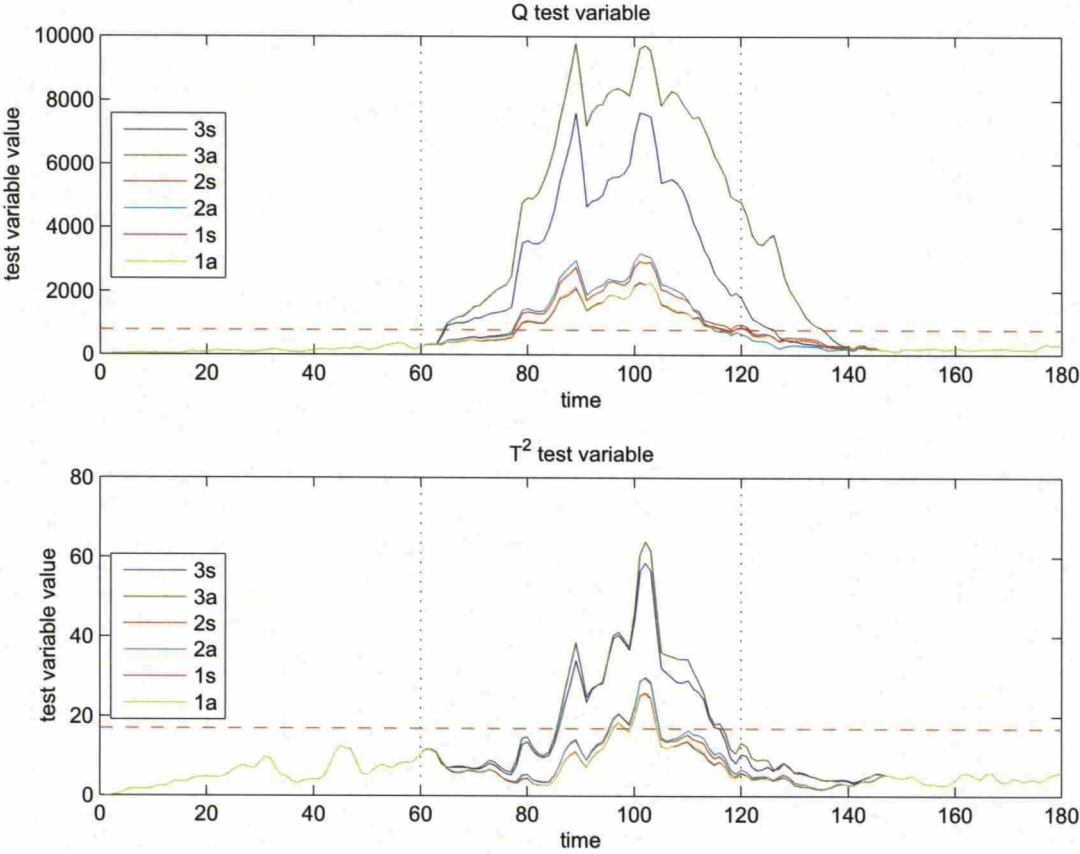 Q test variable
10000
8000
6000
4000
2000
0
test variable value
3s
3a
2s
2a
1s
1a
0 20 40 60 80 100 120 140 160 180
time
T² test variable
80
60
40
20
0
test variable value
3s
3a
2s
2a
1s
1a
0 20 40 60 80 100 120 140 160 180
time